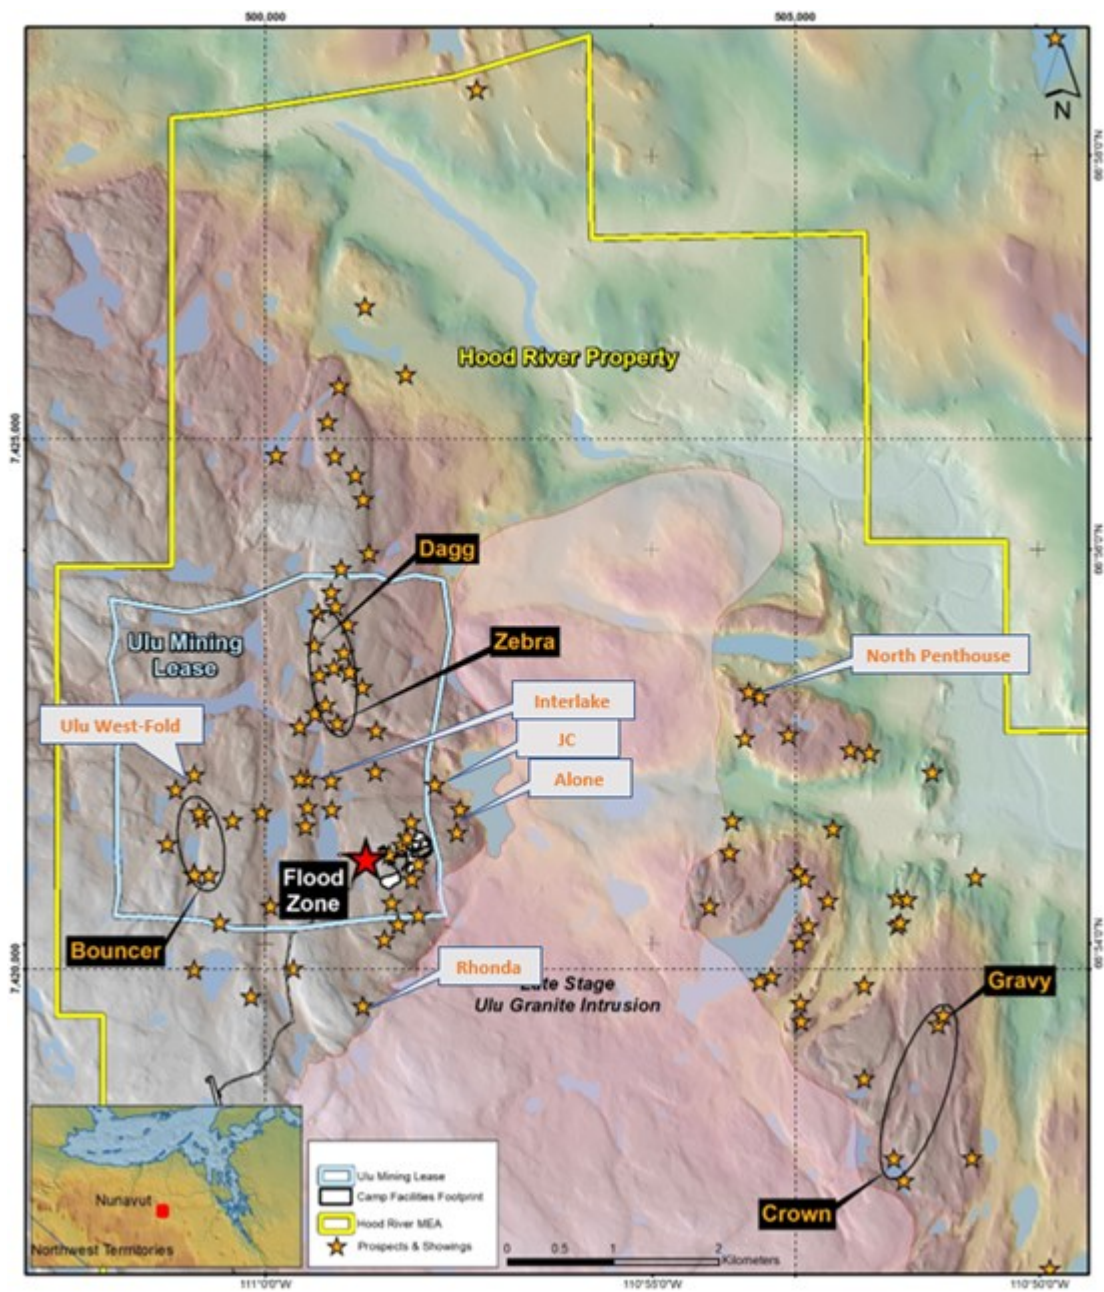 500,000
505,000
N
66°58'0"N
Hood River Property
7,425,000
66°56'0"N
Dagg
Ulu Mining
Lease
Zebra
North Penthouse
Interlake
Ulu West-Fold
JC
Alone
Flood
Zone
Bouncer
66°54'0"N
7,420,000
Rhonda
Late Stage
Ulu Granite Intrusion
Gravy
Crown
Nunavut
Northwest Territories
Ulu Mining Lease
Camp Facilities Footprint
Hood River MEA
Prospects & Showings
0 0.5 1 2
Kilometers
111°0'0"W
110°55'0"W
110°50'0"W